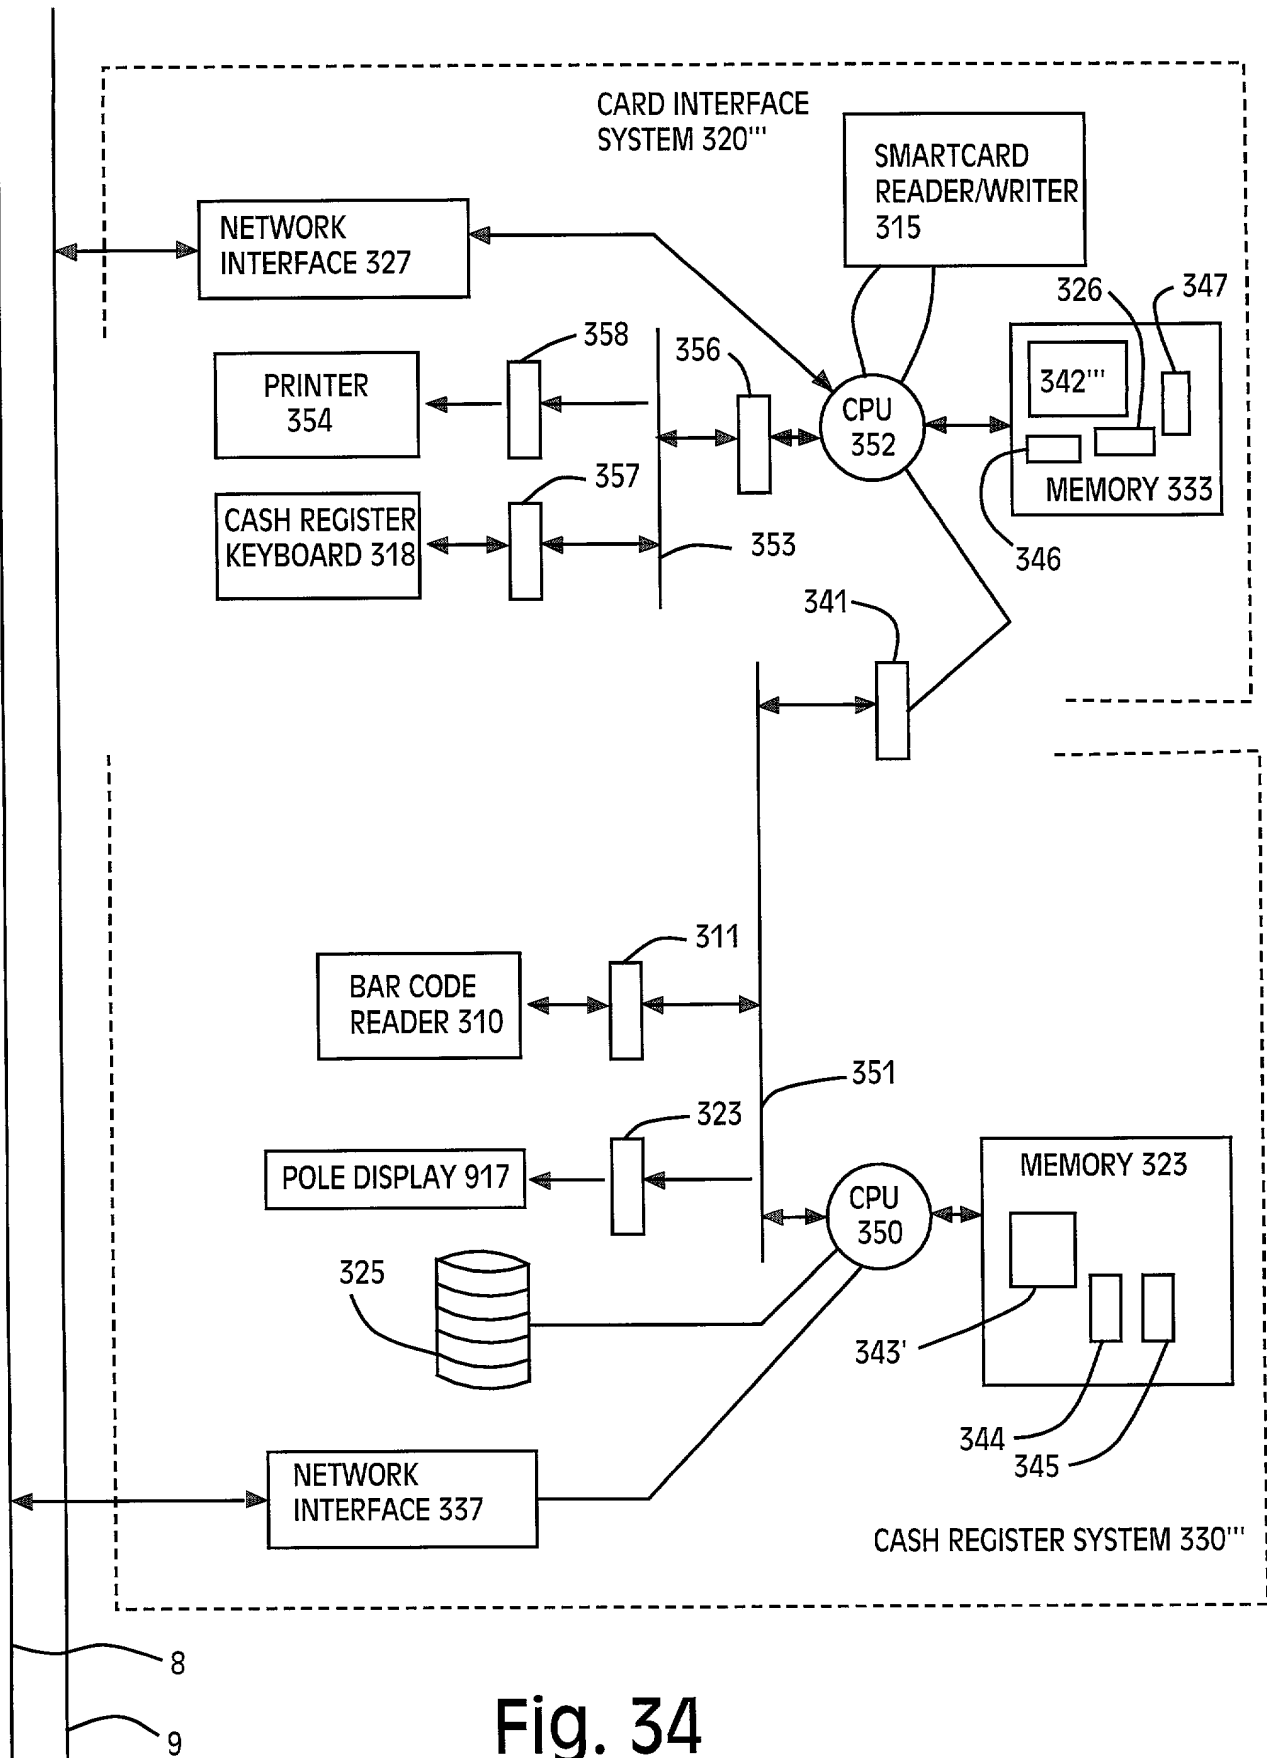 CARD INTERFACE
SYSTEM 320'''
SMARTCARD
READER/WRITER
315
NETWORK
INTERFACE 327
326
347
358
356
PRINTER
354
342'''
CPU
352
357
MEMORY 333
CASH REGISTER
KEYBOARD 318
353
346
341
311
BAR CODE
READER 310
351
323
MEMORY 323
POLE DISPLAY 917
CPU
350
325
343'
344
345
NETWORK
INTERFACE 337
CASH REGISTER SYSTEM 330'''
8
9
Fig. 34